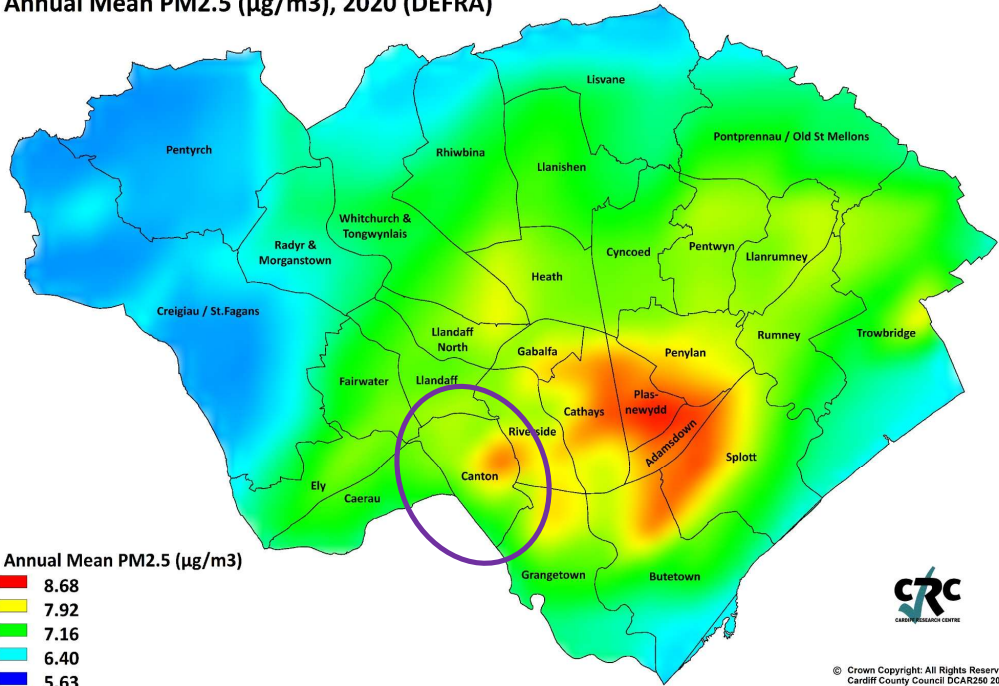 Annual Mean PM2.5 (µg/m3), 2020 (DEFRA)
Lisvane
Pontprennau / Old St Mellons
Pentyrch
Rhiwbina
Llanishen
Whitchurch &
Tongwynlais
Radyr &
Morganstown
Cyncoed
Pentwyn
Llanrumney
Heath
Creigiau / St.Fagans
Llandaff
North
Gabalfa
Penylan
Rumney
Trowbridge
Fairwater
Llandaff
Plas-
newydd
Cathays
Riverside
Adamsdown
Splott
Canton
Ely
Caerau
Grangetown
Butetown
Annual Mean PM2.5 (µg/m3)
8.68
7.92
7.16
6.40
5.63
CRC
CARDIFF RESEARCH CENTRE
© Crown Copyright: All Rights Reserv
Cardiff County Council DCAR250 20